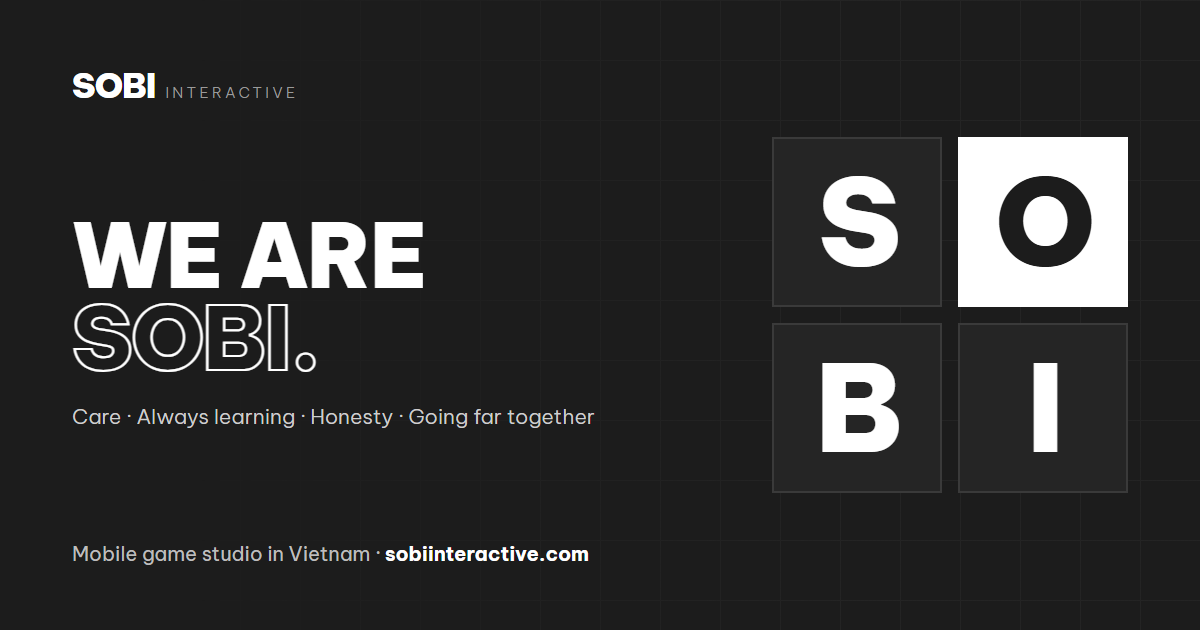 SOBI INTERACTIVE
WE ARE
SOBI.
Care · Always learning · Honesty · Going far together
Mobile game studio in Vietnam · sobiinteractive.com
S O
B I